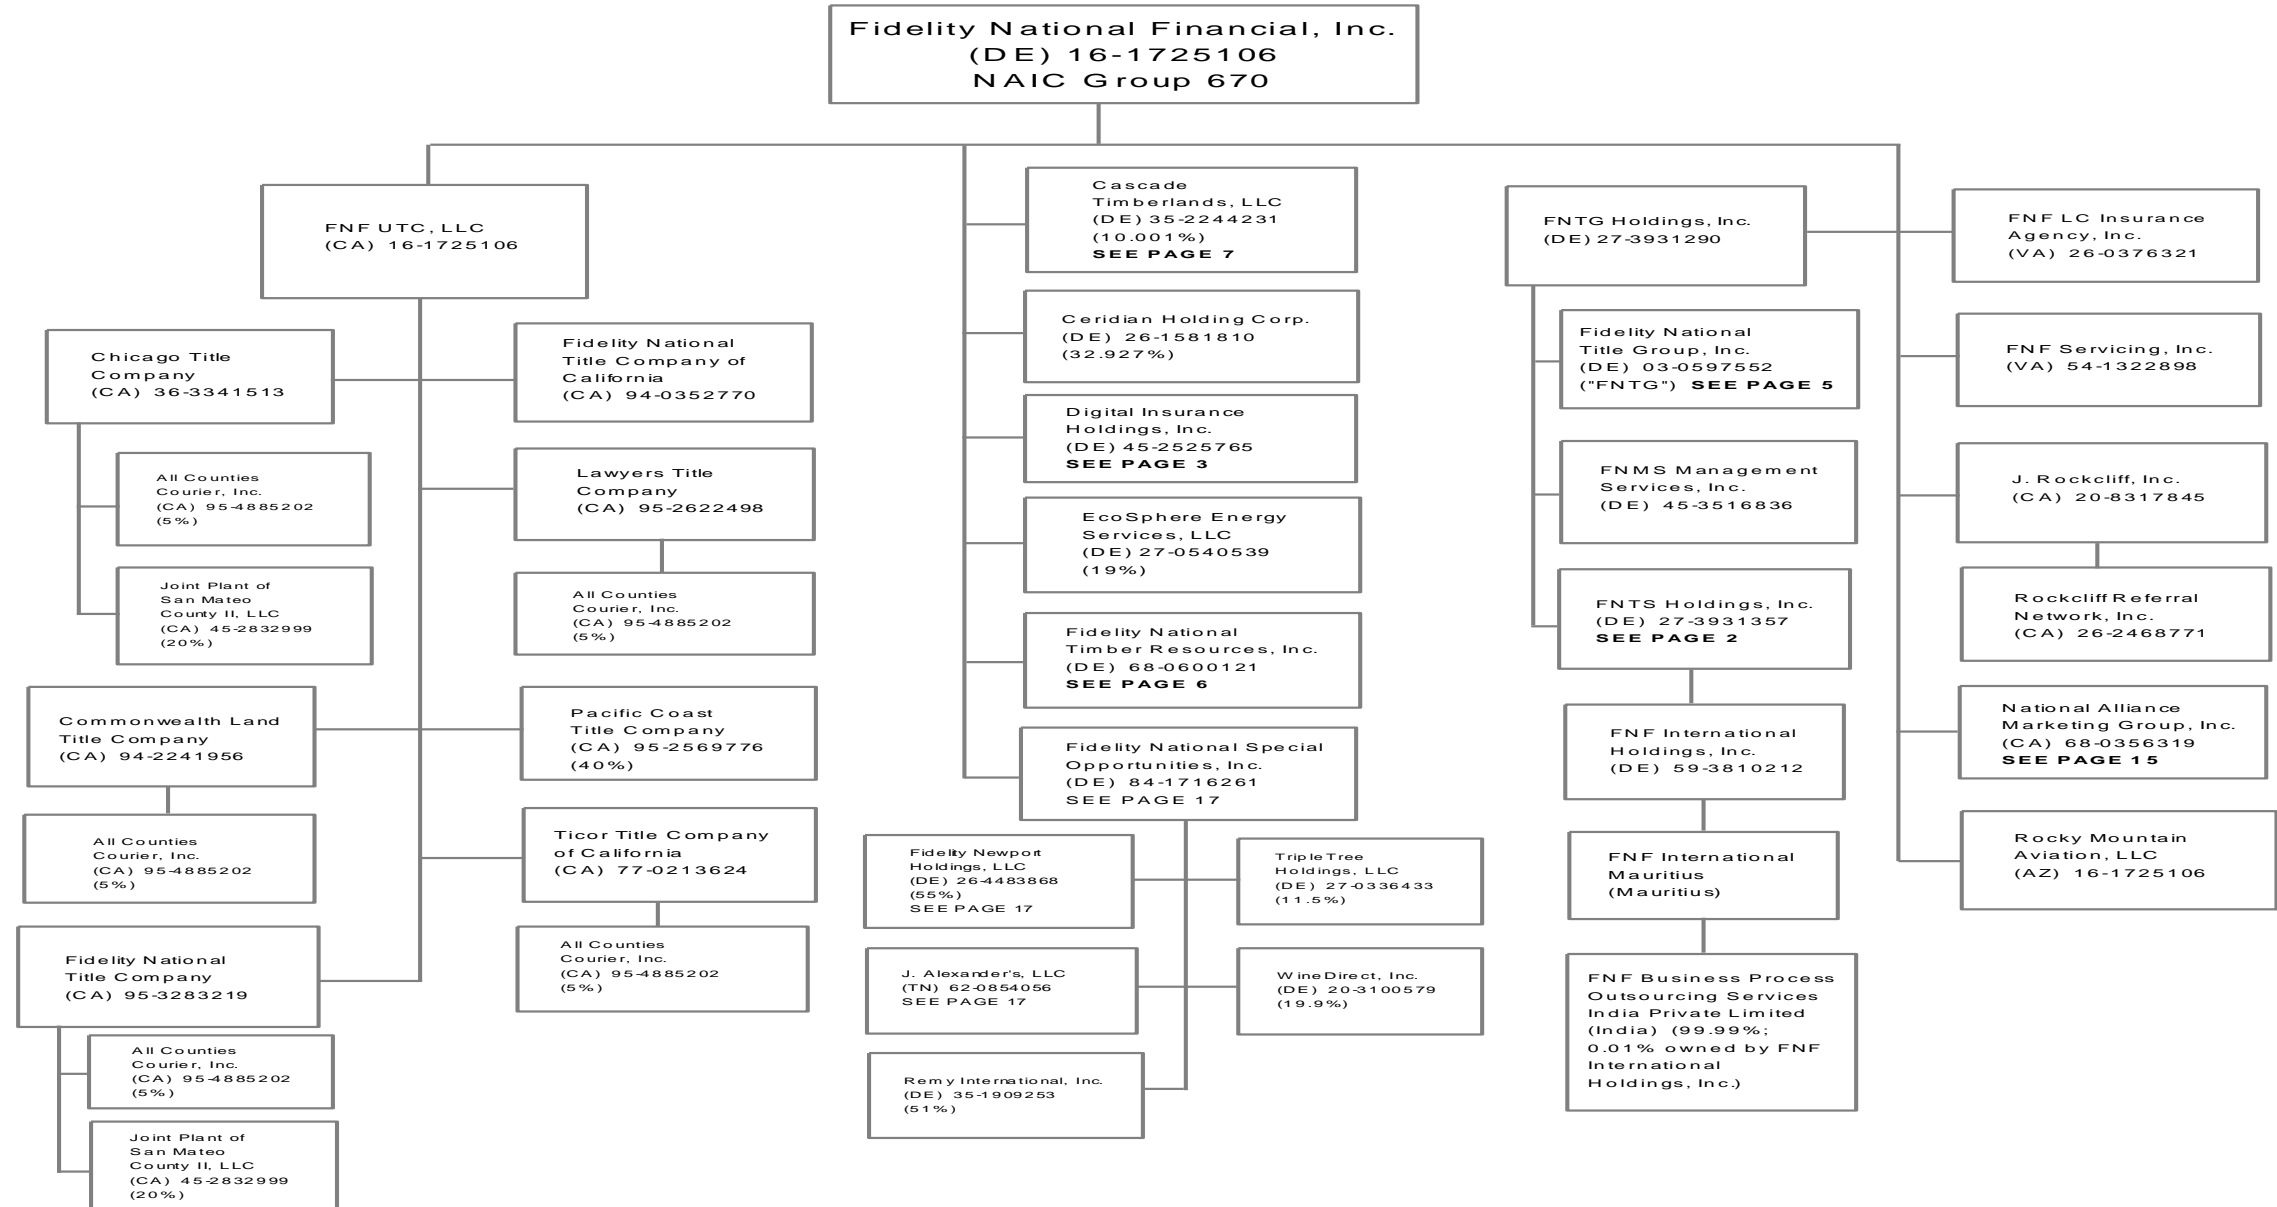 Fidelity National Financial, Inc.
(DE) 16-1725106
NAIC Group 670
FNF UTC, LLC
(CA) 16-1725106
Chicago Title
Company
(CA) 36-3341513
All Counties
Courier, Inc.
(CA) 95-4885202
(5%)
Joint Plant of
San Mateo
County II, LLC
(CA) 45-2832999
(20%)
Commonwealth Land
Title Company
(CA) 94-2241956
All Counties
Courier, Inc.
(CA) 95-4885202
(5%)
Fidelity National
Title Company
(CA) 95-3283219
All Counties
Courier, Inc.
(CA) 95-4885202
(5%)
Joint Plant of
San Mateo
County II, LLC
(CA) 45-2832999
(20%)
Fidelity National
Title Company of
California
(CA) 94-0352770
Lawyers Title
Company
(CA) 95-2622498
All Counties
Courier, Inc.
(CA) 95-4885202
(5%)
Pacific Coast
Title Company
(CA) 95-2569776
(40%)
Ticor Title Company
of California
(CA) 77-0213624
All Counties
Courier, Inc.
(CA) 95-4885202
(5%)
Cascade
Timberlands, LLC
(DE) 35-2244231
(10.001%)
SEE PAGE 7
Ceridian Holding Corp.
(DE) 26-1581810
(32.927%)
Digital Insurance
Holdings, Inc.
(DE) 45-2525765
SEE PAGE 3
EcoSphere Energy
Services, LLC
(DE) 27-0540539
(19%)
Fidelity National
Timber Resources, Inc.
(DE) 68-0600121
SEE PAGE 6
Fidelity National Special
Opportunities, Inc.
(DE) 84-1716261
SEE PAGE 17
Fidelity Newport
Holdings, LLC
(DE) 26-4483868
(55%)
SEE PAGE 17
TripleTree
Holdings, LLC
(DE) 27-0336433
(11.5%)
J. Alexander's, LLC
(TN) 62-0854056
SEE PAGE 17
WineDirect, Inc.
(DE) 20-3100579
(19.9%)
Remy International, Inc.
(DE) 35-1909253
(51%)
FNTG Holdings, Inc.
(DE) 27-3931290
Fidelity National
Title Group, Inc.
(DE) 03-0597552
("FNTG") SEE PAGE 5
FNMS Management
Services, Inc.
(DE) 45-3516836
FNTS Holdings, Inc.
(DE) 27-3931357
SEE PAGE 2
FNF International
Holdings, Inc.
(DE) 59-3810212
FNF International
Mauritius
(Mauritius)
FNF Business Process
Outsourcing Services
India Private Limited
(India) (99.99%;
0.01% owned by FNF
International
Holdings, Inc.)
FNF LC Insurance
Agency, Inc.
(VA) 26-0376321
FNF Servicing, Inc.
(VA) 54-1322898
J. Rockcliff, Inc.
(CA) 20-8317845
Rockcliff Referral
Network, Inc.
(CA) 26-2468771
National Alliance
Marketing Group, Inc.
(CA) 68-0356319
SEE PAGE 15
Rocky Mountain
Aviation, LLC
(AZ) 16-1725106